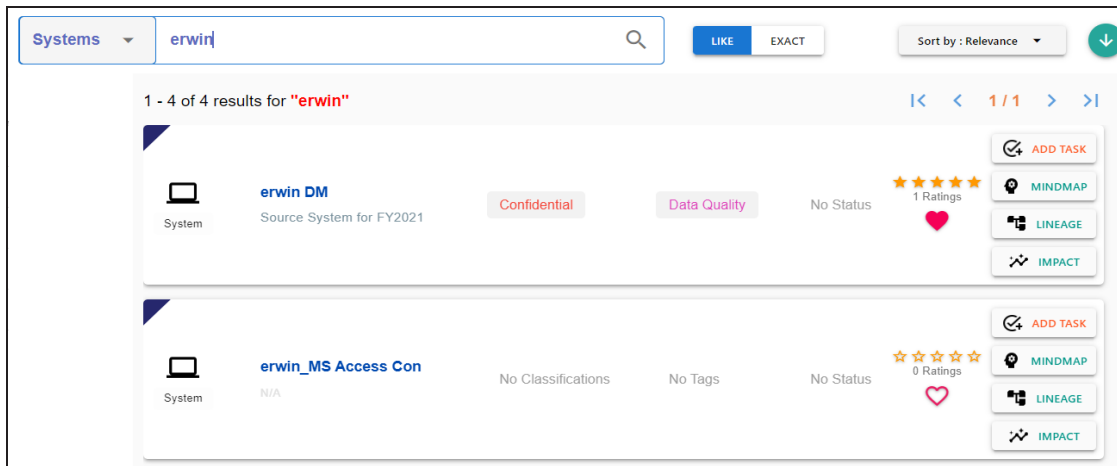 Systems erwin LIKE EXACT Sort by : Relevance
1 - 4 of 4 results for "erwin" 1 / 1
System
erwin DM
Source System for FY2021
Confidential
Data Quality
No Status
1 Ratings
ADD TASK
MINDMAP
LINEAGE
IMPACT
System
erwin_MS Access Con
N/A
No Classifications
No Tags
No Status
0 Ratings
ADD TASK
MINDMAP
LINEAGE
IMPACT